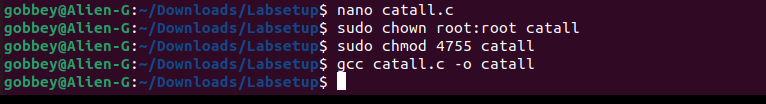 gobbey@Alien-G:~/Downloads/Labsetup$ nano catall.c
gobbey@Alien-G:~/Downloads/Labsetup$ sudo chown root:root catall
gobbey@Alien-G:~/Downloads/Labsetup$ sudo chmod 4755 catall
gobbey@Alien-G:~/Downloads/Labsetup$ gcc catall.c -o catall
gobbey@Alien-G:~/Downloads/Labsetup$